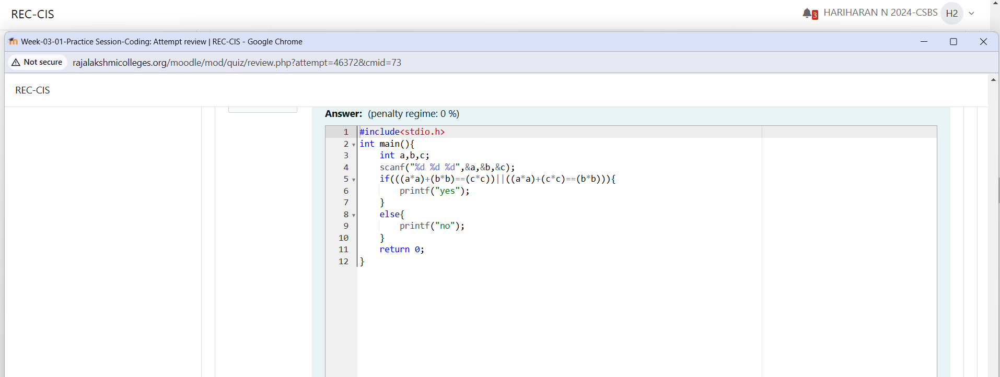 REC-CIS
3
HARIHARAN N 2024-CSBS
H2
Week-03-01-Practice Session-Coding: Attempt review | REC-CIS - Google Chrome
Not secure
rajalakshmicolleges.org/moodle/mod/quiz/review.php?attempt=46372&cmid=73
REC-CIS
Answer: (penalty regime: 0 %)
1 #include<stdio.h>
2 int main(){
3     int a,b,c;
4     scanf("%d %d %d",&a,&b,&c);
5     if(((a*a)+(b*b)==(c*c))||((a*a)+(c*c)==(b*b))){
6         printf("yes");
7     }
8     else{
9         printf("no");
10     }
11     return 0;
12 }